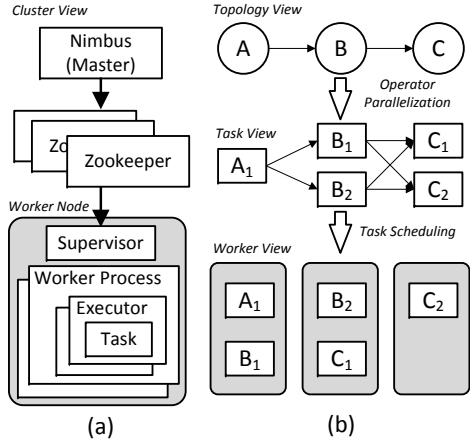 Cluster View
Nimbus
(Master)
Zo
Zookeeper
Worker Node
Supervisor
Worker Process
Executor
Task
(a)
Topology View
A
B
C
Operator
Parallelization
Task View
A1
B1
C1
B2
C2
Task Scheduling
Worker View
A1
B2
C2
B1
C1
(b)